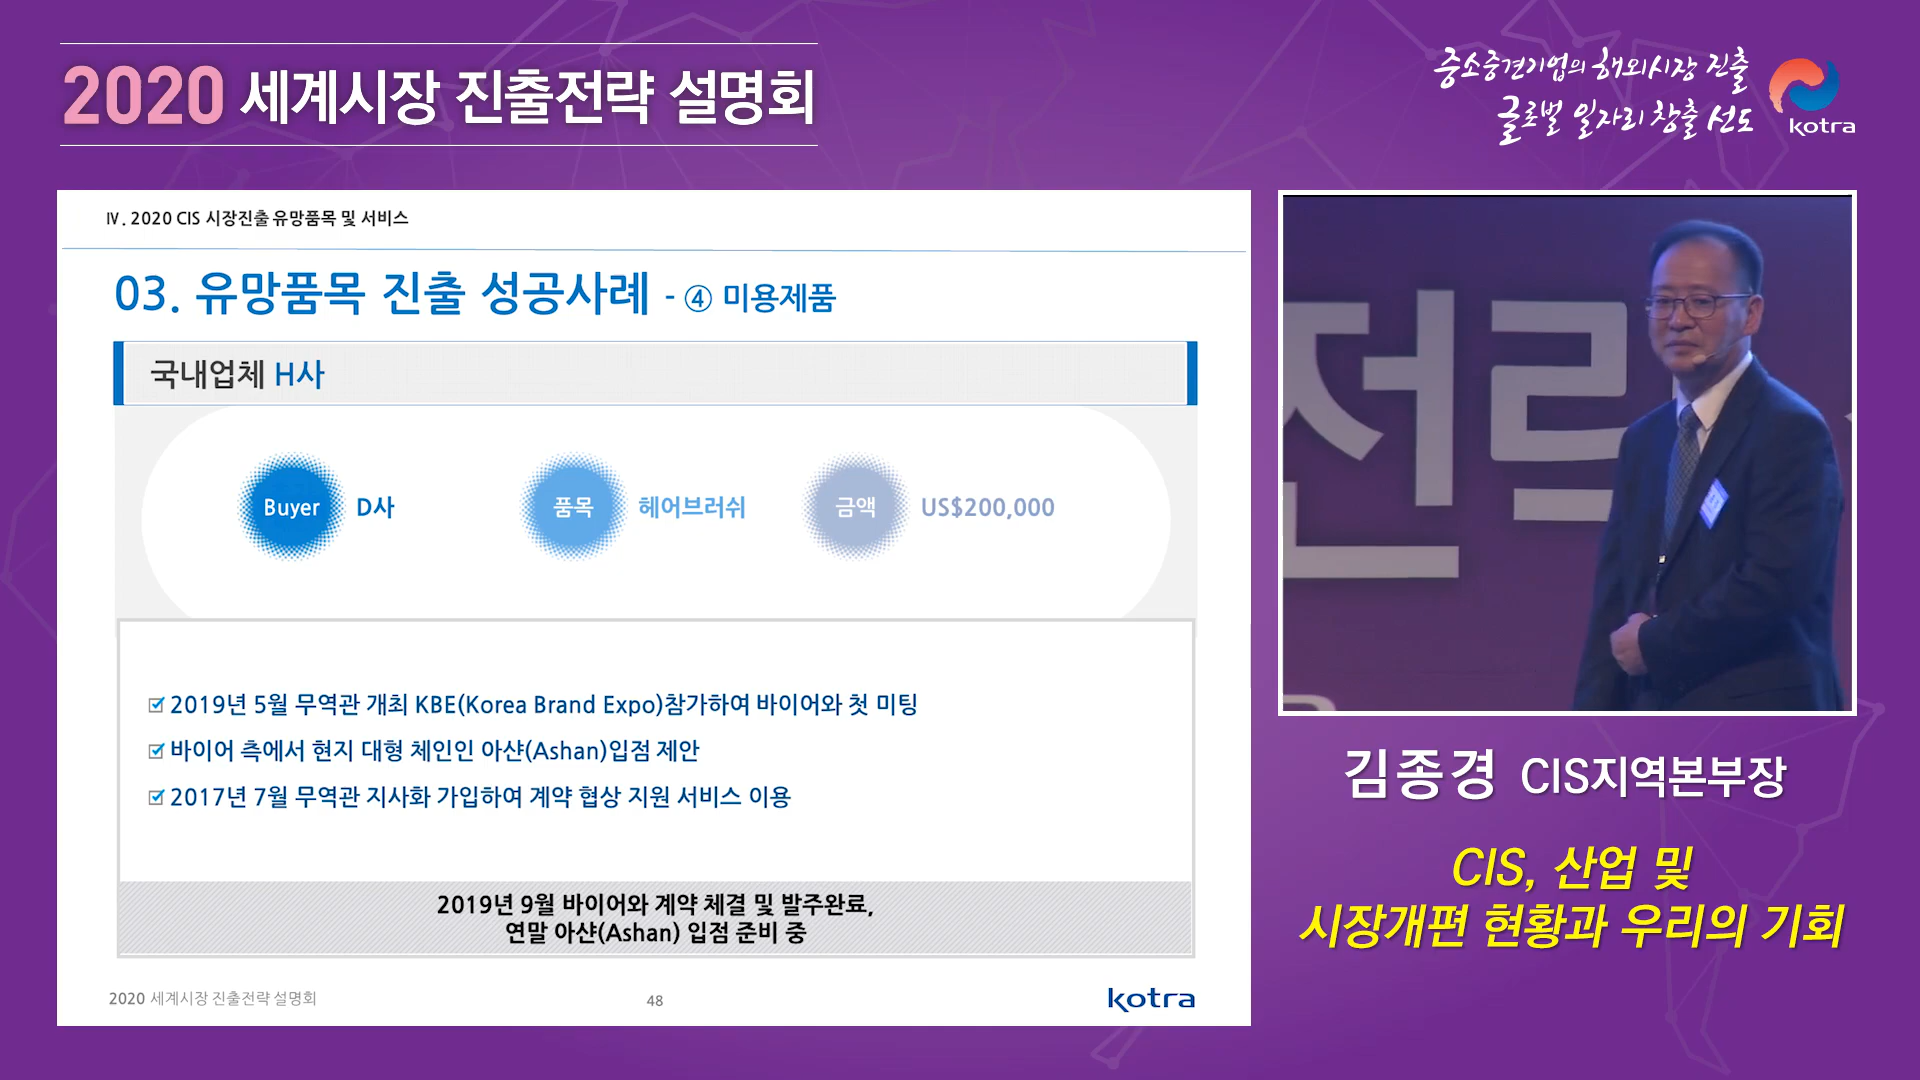 2020 세계시장 진출전략 설명회
중소중견기업의 해외시장 진출
글로벌 일자리 창출 선도
kotra
Ⅳ. 2020 CIS 시장진출 유망품목 및 서비스
03. 유망품목 진출 성공사례 - ④ 미용제품
국내업체 H사
Buyer D사 품목 헤어브러쉬 금액 US$200,000
2019년 5월 무역관 개최 KBE(Korea Brand Expo)참가하여 바이어와 첫 미팅
바이어 측에서 현지 대형 체인인 아샨(Ashan)입점 제안
2017년 7월 무역관 지사화 가입하여 계약 협상 지원 서비스 이용
2019년 9월 바이어와 계약 체결 및 발주완료,
연말 아샨(Ashan) 입점 준비 중
2020 세계시장 진출전략 설명회
48
kotra
전략
김종경 CIS지역본부장
CIS, 산업 및
시장개편 현황과 우리의 기회